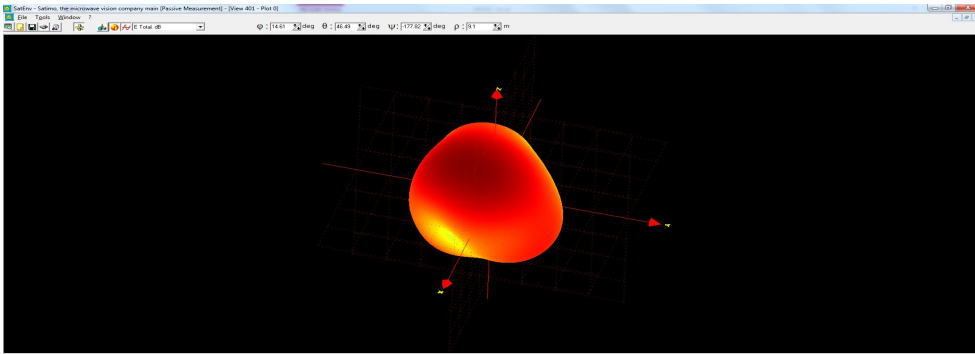 SatEnv - Satimo, the microwave vision company main [Passive Measurement] - [View 401 - Plot 0]
File Tools Window ?
E Total dB φ : 14.61 deg θ : 46.49 deg ψ : -177.82 deg ρ : 9.1 m
Z